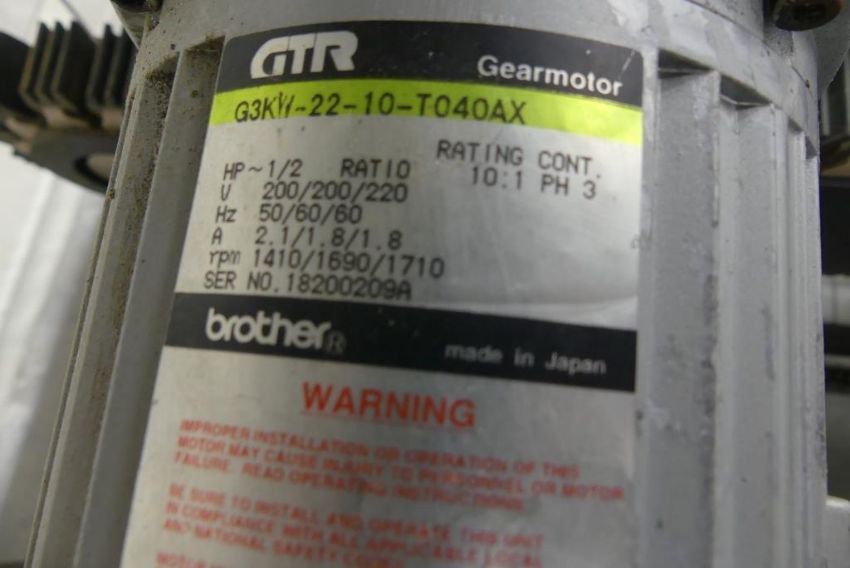 GTR
Gearmotor
G3KW-22-10-T040AX
RATING CONT.
HP~1/2 RATIO 10:1 PH 3
V 200/200/220
Hz 50/60/60
A 2.1/1.8/1.8
rpm 1410/1690/1710
SER NO.18200209A
brother®
made in Japan
WARNING
IMPROPER INSTALLATION OR OPERATION OF THIS
MOTOR MAY CAUSE INJURY TO PERSONNEL OR MOTOR
FAILURE. READ OPERATING INSTRUCTIONS.
BE SURE TO INSTALL AND OPERATE THIS UNIT
IN COMPLIANCE WITH ALL APPLICABLE LOCAL
AND NATIONAL SAFETY